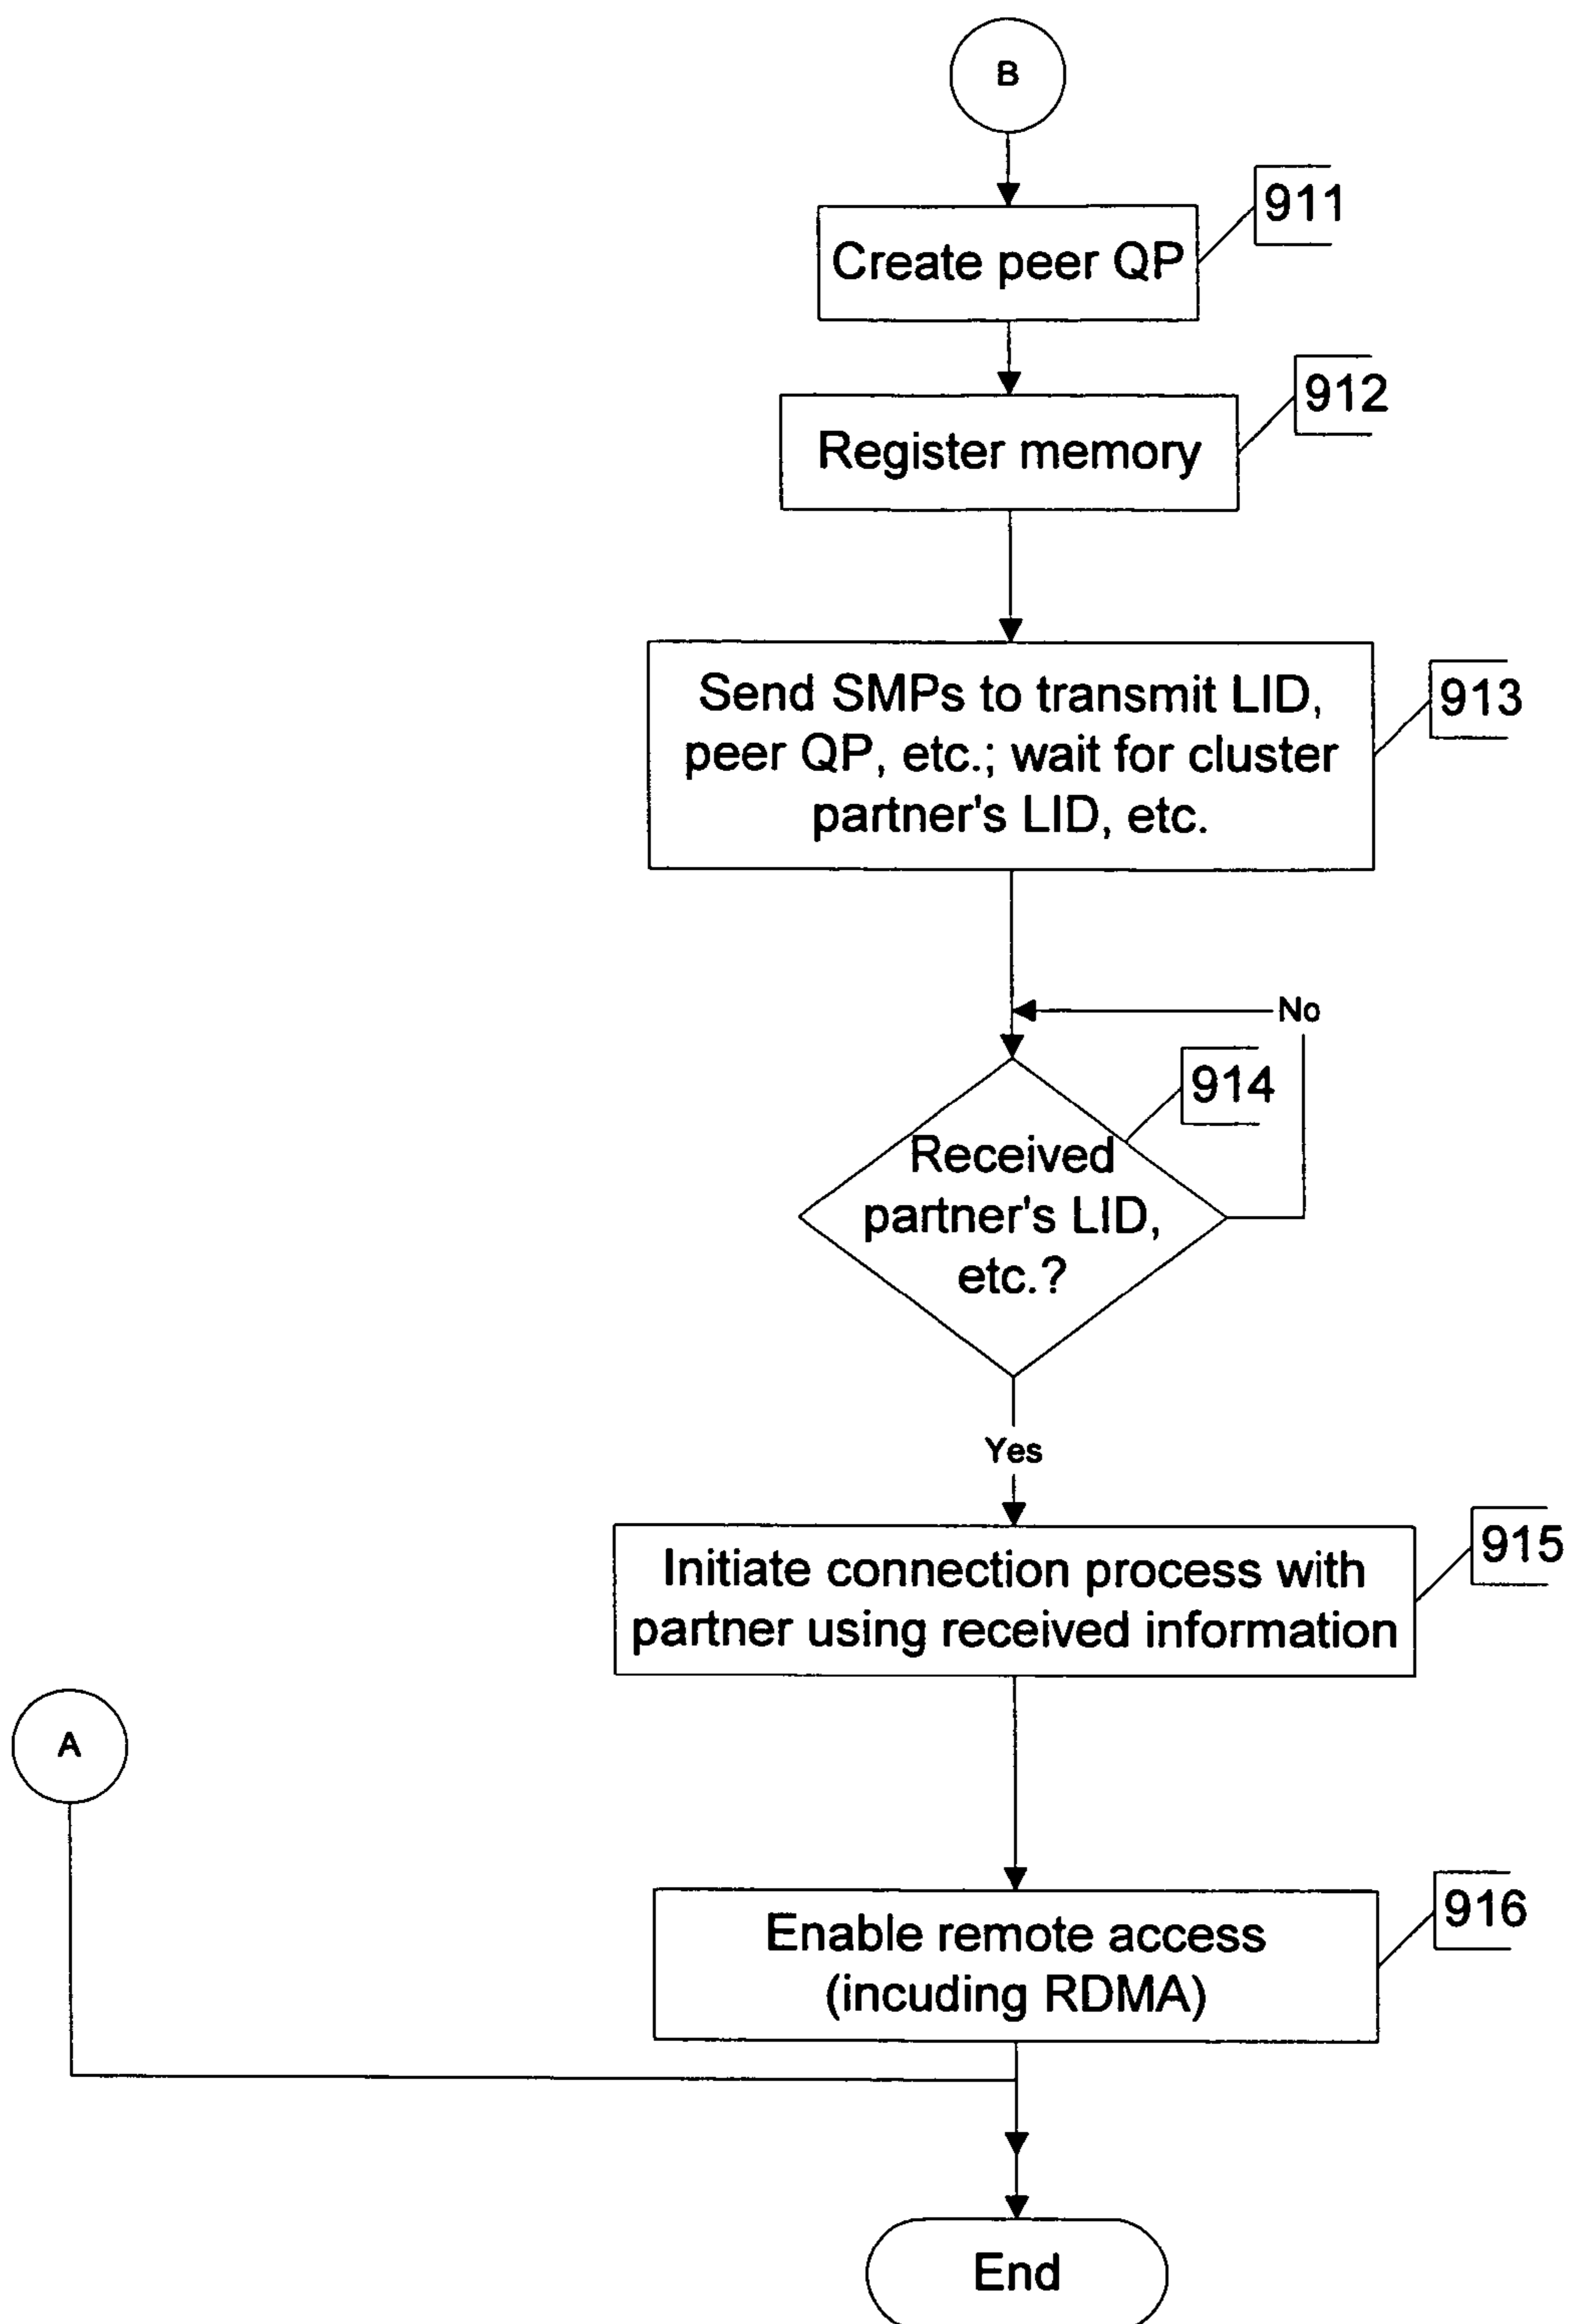 B
911
Create peer QP
912
Register memory
913
Send SMPs to transmit LID,
peer QP, etc.; wait for cluster
partner's LID, etc.
No
914
Received
partner's LID,
etc.?
Yes
915
Initiate connection process with
partner using received information
A
916
Enable remote access
(incuding RDMA)
End